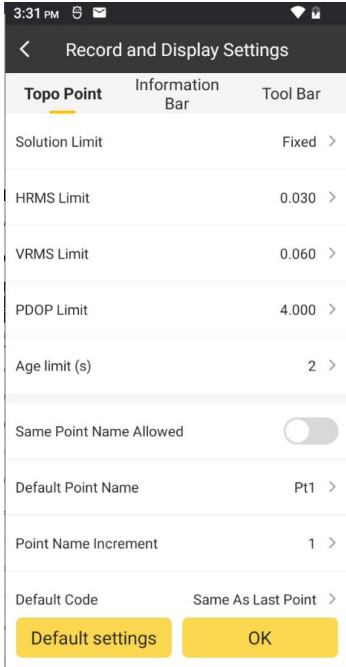 3:31 PM
Record and Display Settings
Topo Point
Information
Bar
Tool Bar
Solution Limit Fixed
HRMS Limit 0.030
VRMS Limit 0.060
PDOP Limit 4.000
Age limit (s) 2
Same Point Name Allowed
Default Point Name Pt1
Point Name Increment 1
Default Code Same As Last Point
Default settings OK